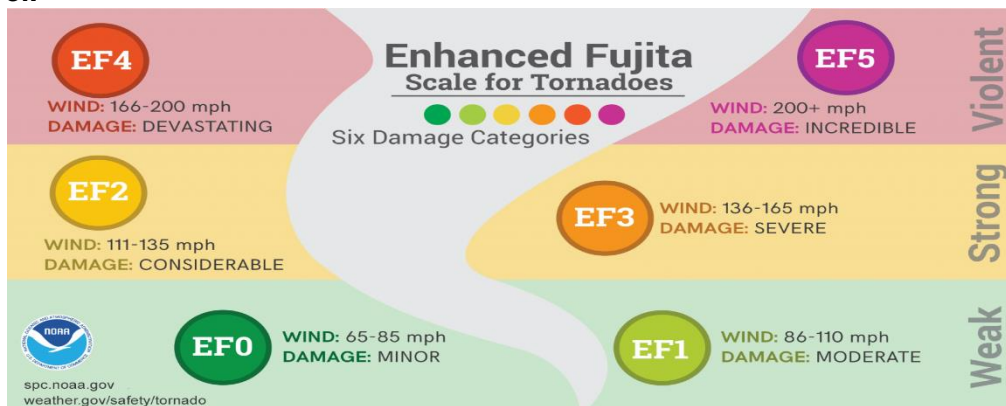 EF4
WIND: 166-200 mph
DAMAGE: DEVASTATING
Enhanced Fujita
Scale for Tornadoes
Six Damage Categories
EF5
WIND: 200+ mph
DAMAGE: INCREDIBLE
Violent
EF2
WIND: 111-135 mph
DAMAGE: CONSIDERABLE
EF3
WIND: 136-165 mph
DAMAGE: SEVERE
Strong
NOAA
spc.noaa.gov
weather.gov/safety/tornado
EF0
WIND: 65-85 mph
DAMAGE: MINOR
EF1
WIND: 86-110 mph
DAMAGE: MODERATE
Weak